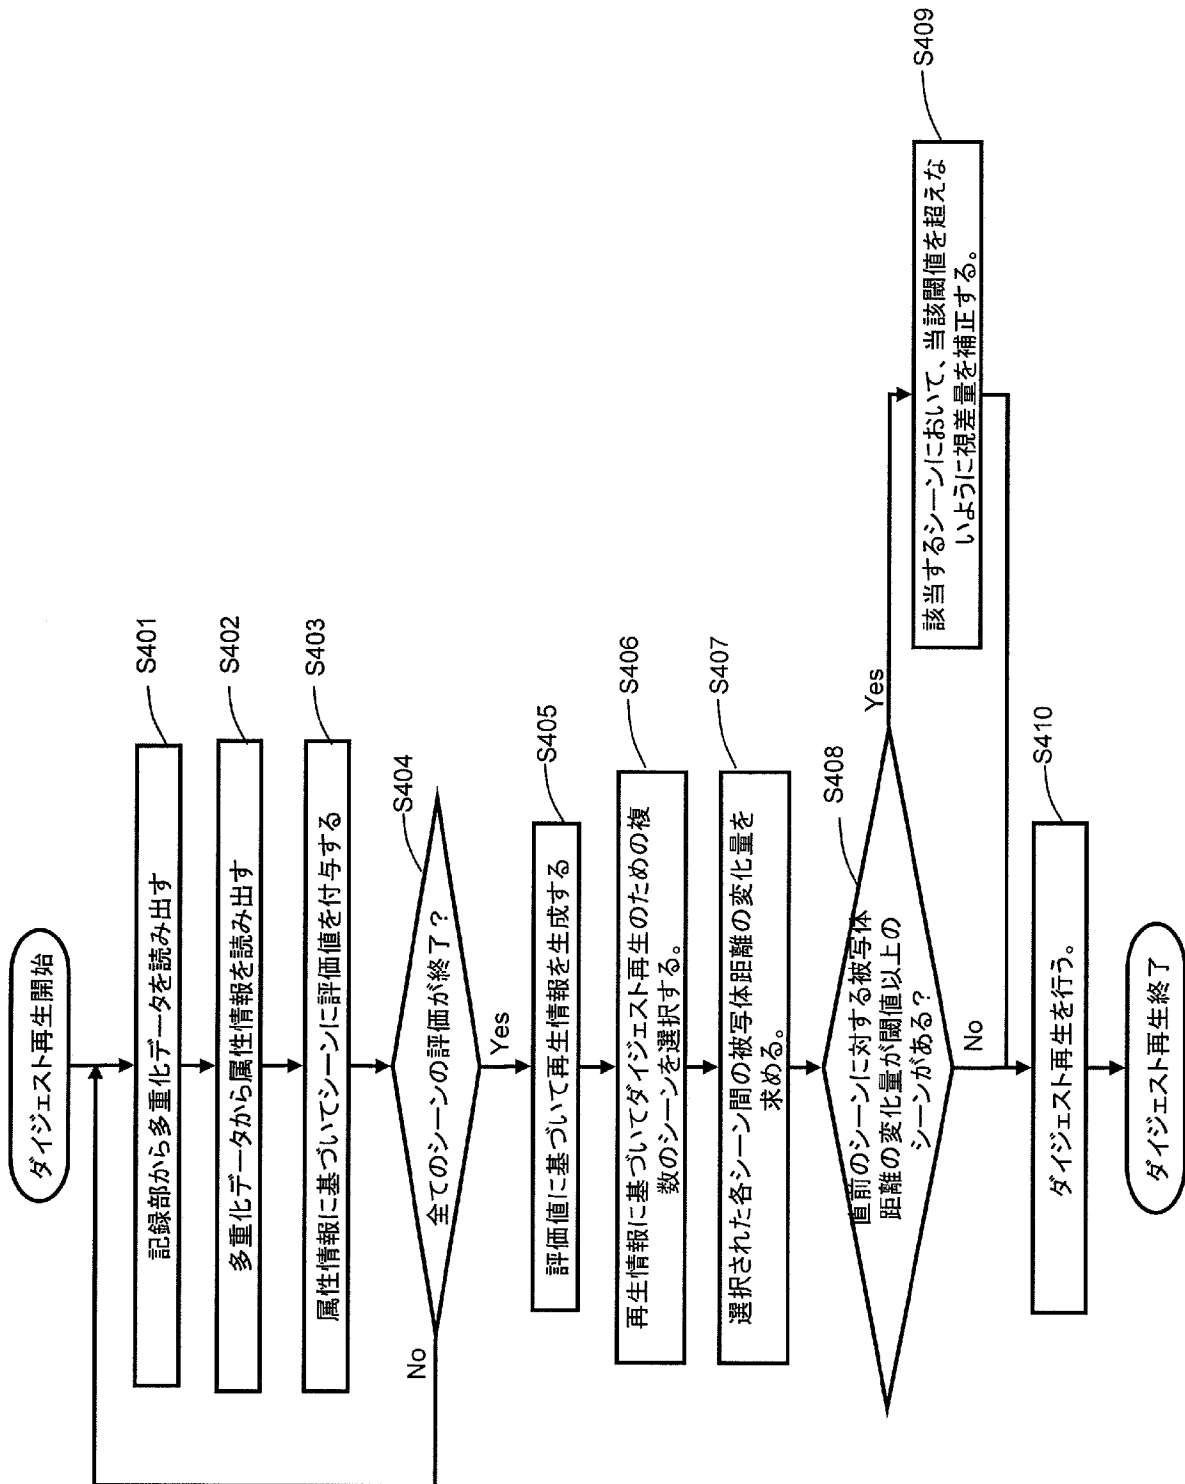 ダイジェスト再生開始
記録部から多重化データを読み出す
S401
多重化データから属性情報を読み出す
S402
属性情報に基づいてシーンに評価値を付与する
S403
全てのシーンの評価が終了?
S404
No
Yes
評価値に基づいて再生情報を生成する
S405
再生情報に基づいてダイジェスト再生のための複
数のシーンを選択する。
S406
選択された各シーン間の被写体距離の変化量を
求める。
S407
直前のシーンに対する被写体
距離の変化量が閾値以上の
シーンがある?
S408
Yes
No
該当するシーンにおいて、当該閾値を超えな
いように視差量を補正する。
S409
ダイジェスト再生を行う。
S410
ダイジェスト再生終了